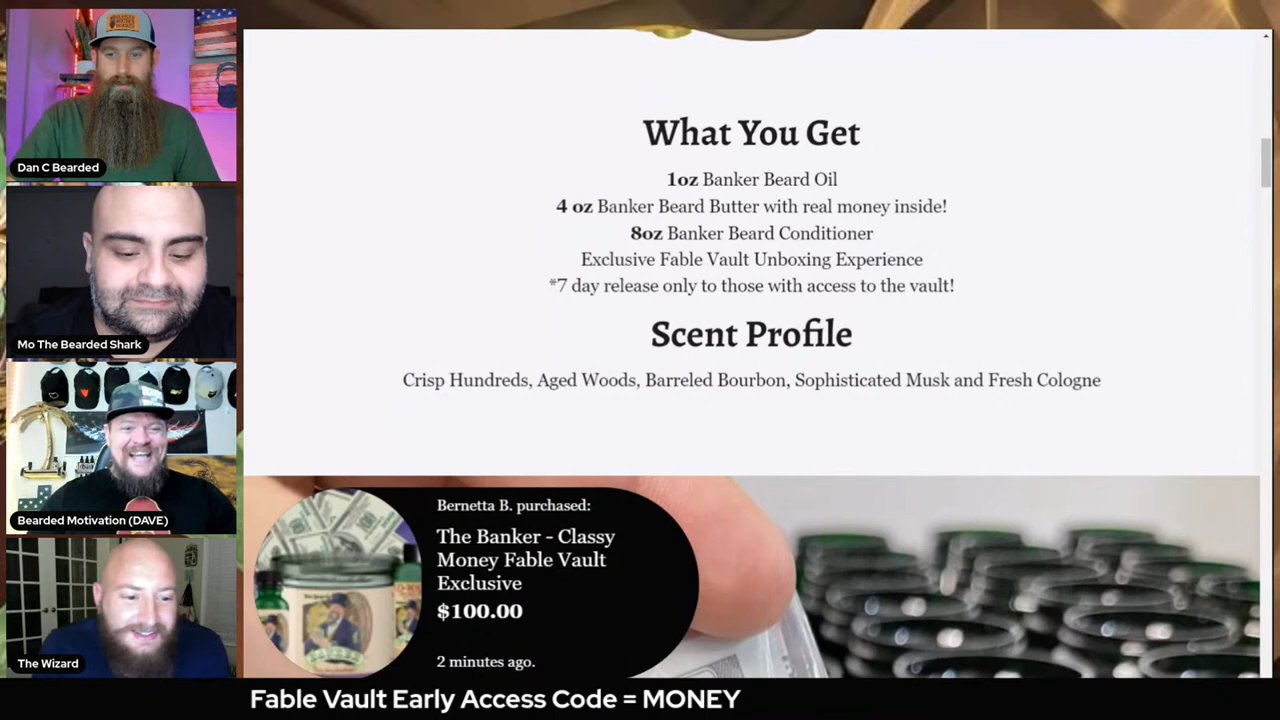 Dan C Bearded
Mo The Bearded Shark
Bearded Motivation (DAVE)
The Wizard
What You Get
1oz Banker Beard Oil
4 oz Banker Beard Butter with real money inside!
8oz Banker Beard Conditioner
Exclusive Fable Vault Unboxing Experience
*7 day release only to those with access to the vault!
Scent Profile
Crisp Hundreds, Aged Woods, Barreled Bourbon, Sophisticated Musk and Fresh Cologne
Bernetta B. purchased:
The Banker - Classy
Money Fable Vault
Exclusive
$100.00
2 minutes ago.
Fable Vault Early Access Code = MONEY